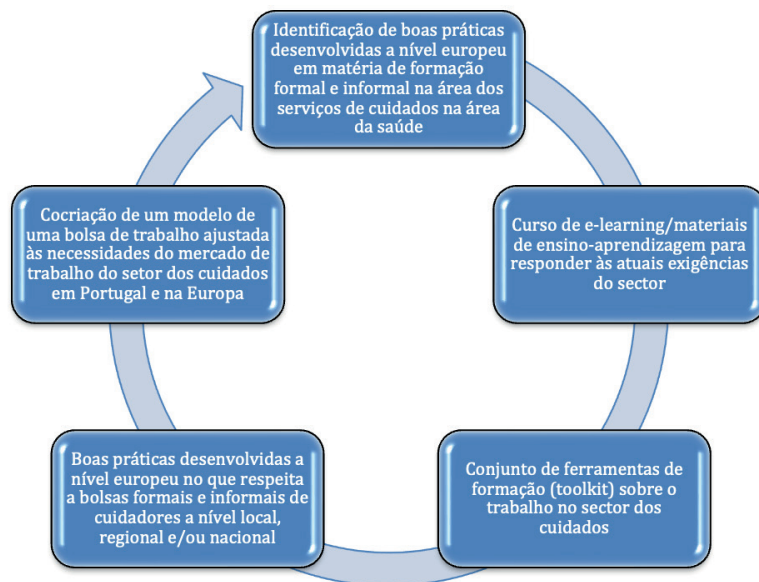 Identificação de boas práticas
desenvolvidas a nível europeu
em matéria de formação
formal e informal na área dos
serviços de cuidados na área
da saúde
Curso de e-learning/materiais
de ensino-aprendizagem para
responder às atuais exigências
do sector
Conjunto de ferramentas de
formação (toolkit) sobre o
trabalho no sector dos
cuidados
Boas práticas desenvolvidas a
nível europeu no que respeita
a bolsas formais e informais de
cuidadores a nível local,
regional e/ou nacional
Cocriação de um modelo de
uma bolsa de trabalho ajustada
às necessidades do mercado de
trabalho do setor dos cuidados
em Portugal e na Europa